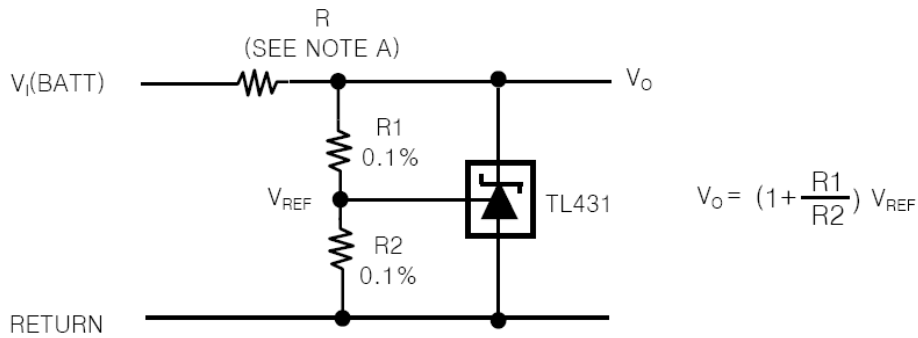 R
(SEE NOTE A)
V_I(BATT)
V_O
R1
0.1%
V_REF
TL431
V_O = (1+ R1/R2) V_REF
R2
0.1%
RETURN